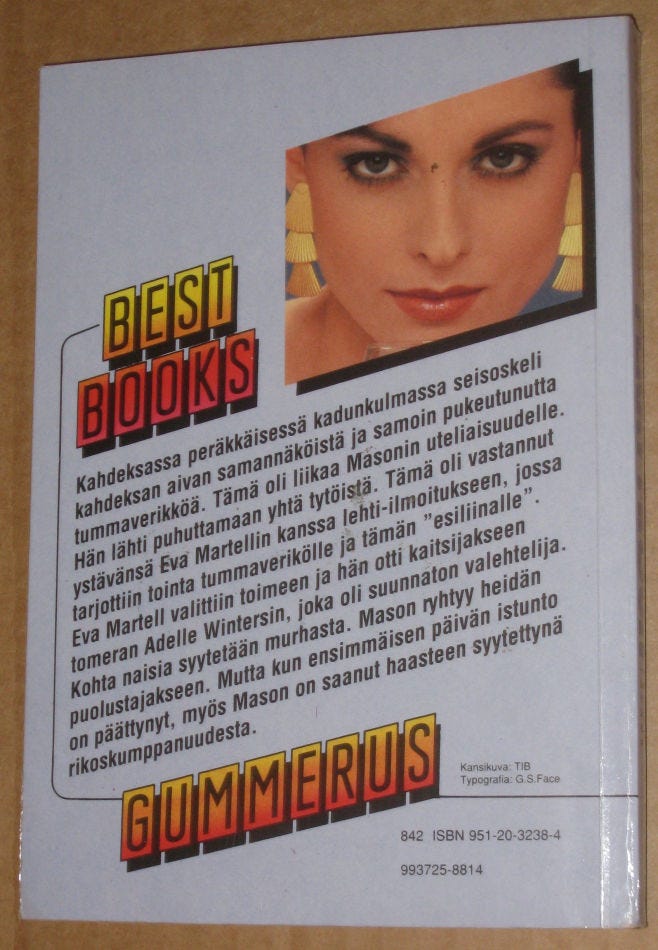 BEST
BOOKS
Kahdeksassa peräkkäisessä kadunkulmassa seisoskeli
kahdeksan aivan samannäköistä ja samoin pukeutunutta
tummaverikköä. Tämä oli liikaa Masonin uteliaisuudelle.
Hän lähti puhuttamaan yhtä tytöistä. Tämä oli vastannut
ystävänsä Eva Martellin kanssa lehti-ilmoitukseen, jossa
tarjottiin tointa tummaverikölle ja tämän "esiliinalle".
Eva Martell valittiin toimeen ja hän otti kaitsijakseen
tomeran Adelle Wintersin, joka oli suunnaton valehtelija.
Kohta naisia syytetään murhasta. Mason ryhtyy heidän
puolustajakseen. Mutta kun ensimmäisen päivän istunto
on päättynyt, myös Mason on saanut haasteen syytettynä
rikoskumppanuudesta.
GUMMERUS
Kansikuva: TIB
Typografia: G.S.Face
842 ISBN 951-20-3238-4
993725-8814